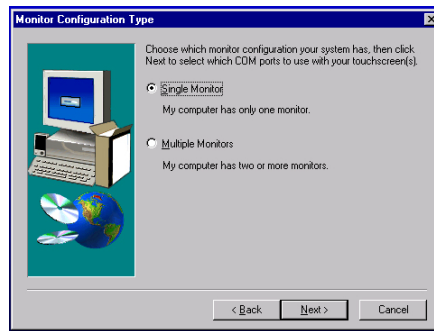 Monitor Configuration Type
Choose which monitor configuration your system has, then click
Next to select which COM ports to use with your touchscreen(s).
Single Monitor
My computer has only one monitor.
Multiple Monitors
My computer has two or more monitors.
< Back
Next >
Cancel